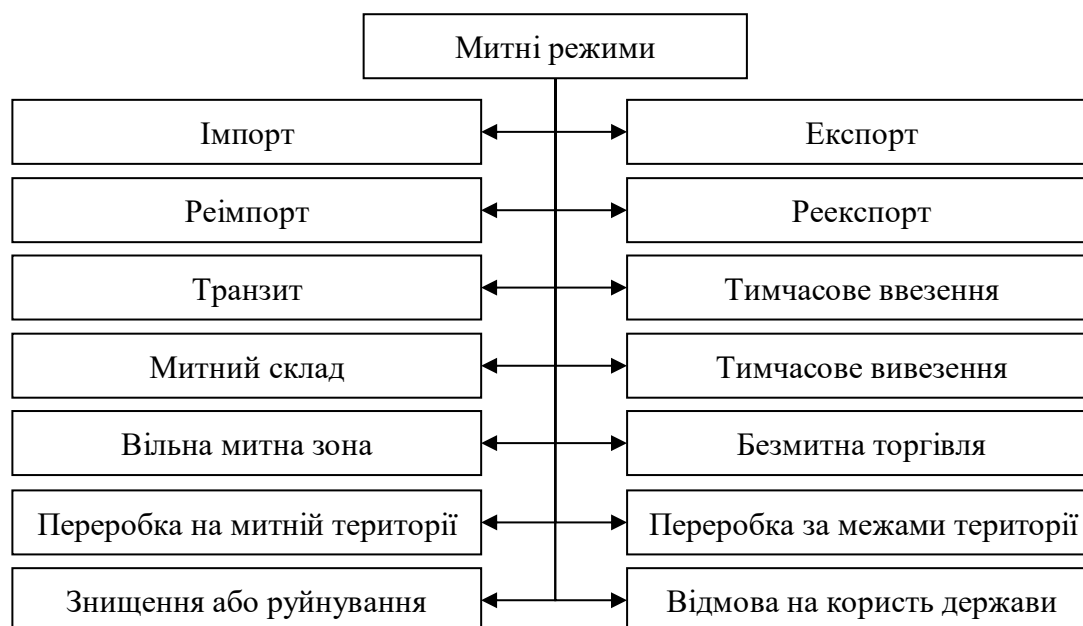 Митні режими
Імпорт
Експорт
Реімпорт
Реекспорт
Транзит
Тимчасове ввезення
Митний склад
Тимчасове вивезення
Вільна митна зона
Безмитна торгівля
Переробка на митній території
Переробка за межами території
Знищення або руйнування
Відмова на користь держави